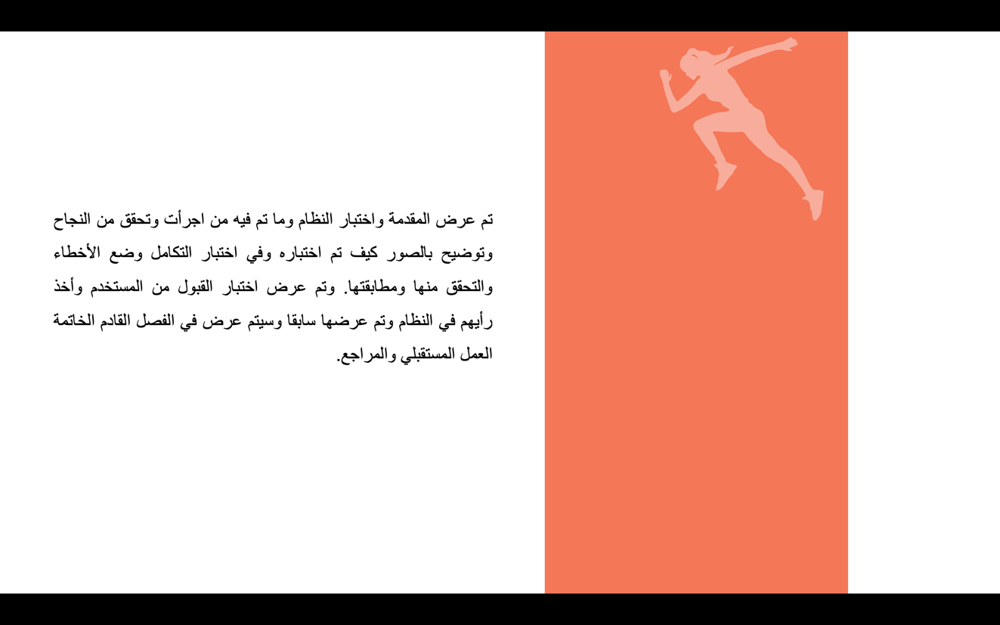 تم عرض المقدمة واختبار النظام وما تم فيه من اجرأت وتحقق من النجاح
وتوضيح بالصور كيف تم اختباره وفي اختبار التكامل وضع الأخطاء
والتحقق منها ومطابقتها. وتم عرض اختبار القبول من المستخدم وأخذ
رأيهم في النظام وتم عرضها سابقا وسيتم عرض في الفصل القادم الخاتمة
العمل المستقبلي والمراجع.